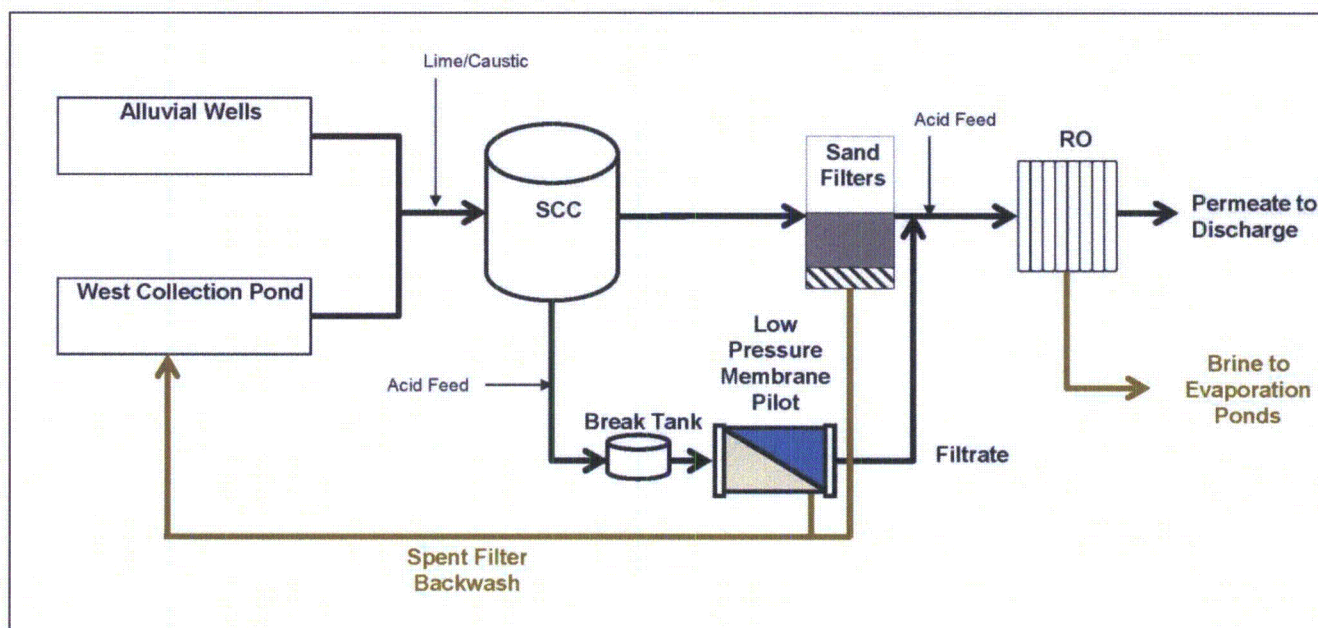 Lime/Caustic
Alluvial Wells
Acid Feed
RO
Sand
Filters
SCC
Permeate to
Discharge
West Collection Pond
Low
Pressure
Membrane
Pilot
Acid Feed
Brine to
Evaporation
Ponds
Break Tank
Filtrate
Spent Filter
Backwash